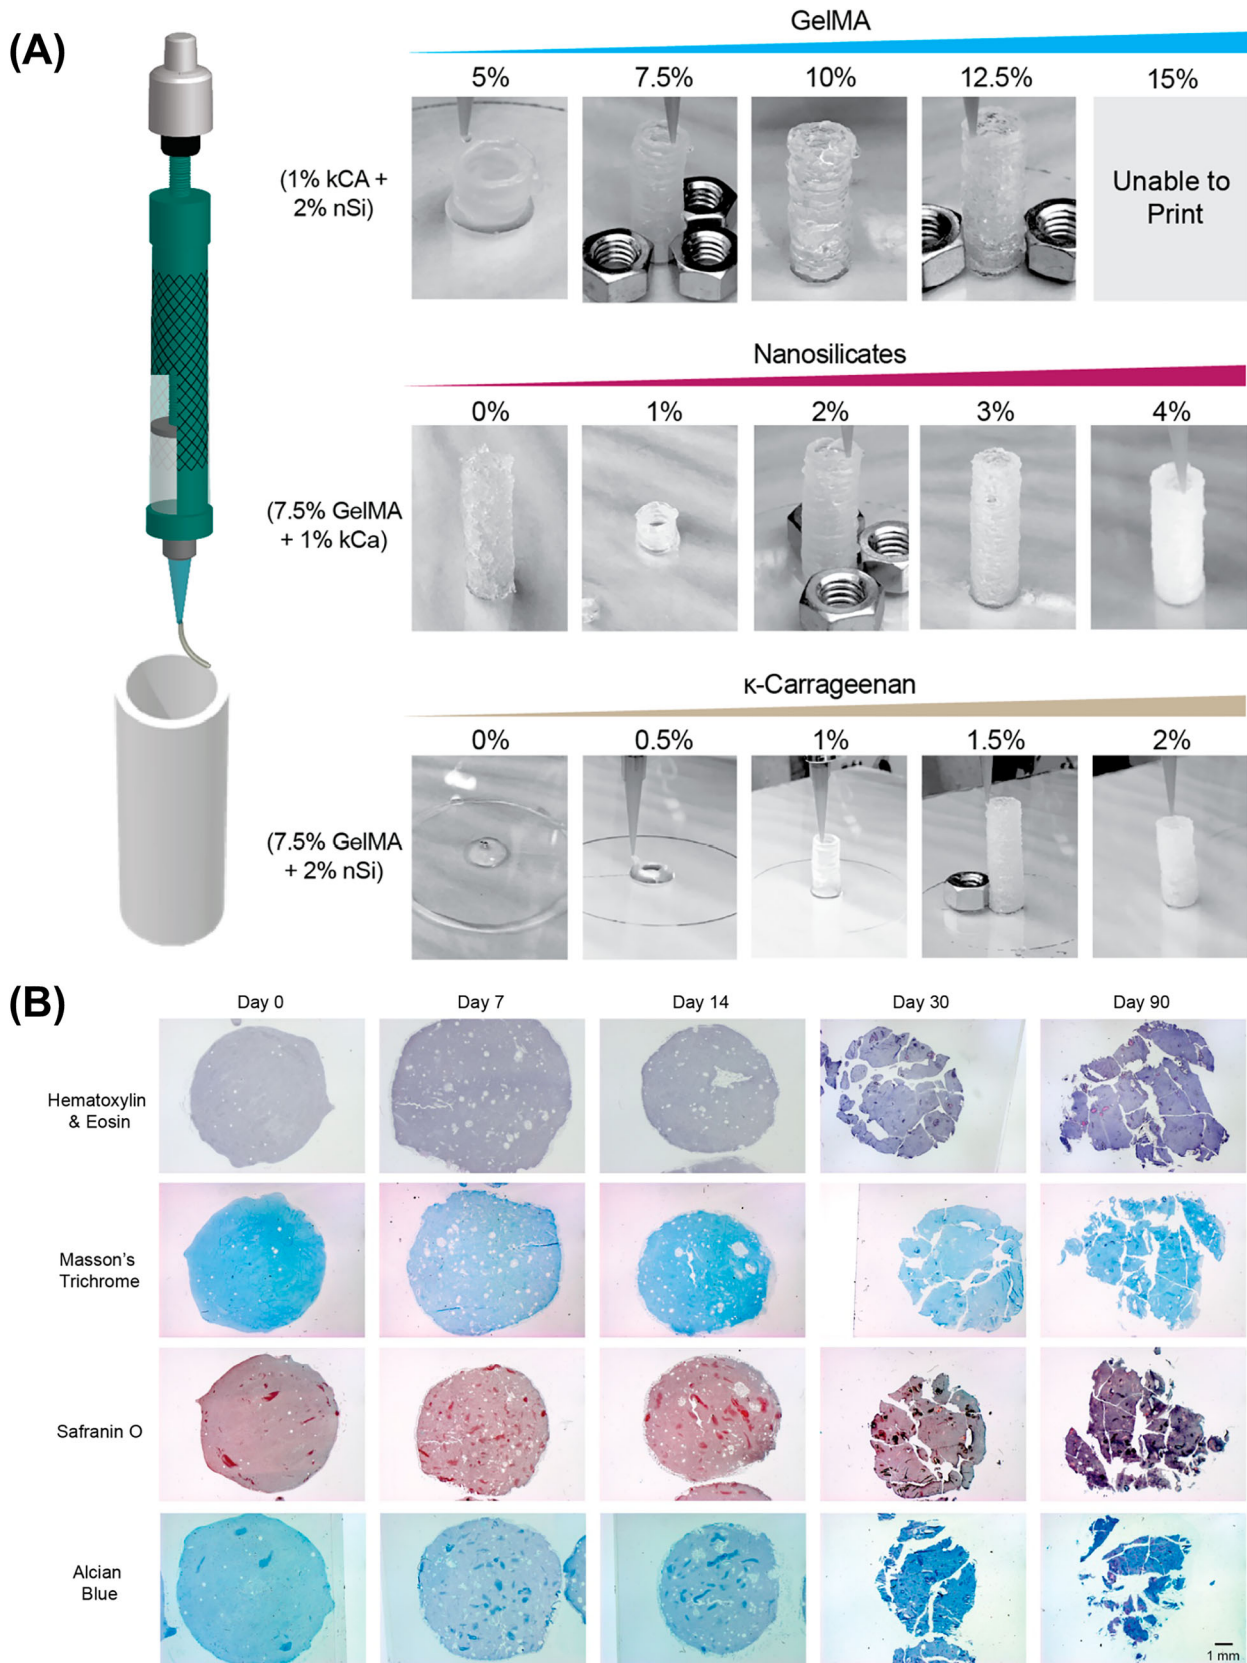 (A)
GelMA
5% 7.5% 10% 12.5% 15%
(1% kCA +
2% nSi)
Unable to
Print
Nanosilicates
0% 1% 2% 3% 4%
(7.5% GelMA
+ 1% kCa)
κ-Carrageenan
0% 0.5% 1% 1.5% 2%
(7.5% GelMA
+ 2% nSi)
(B)
Day 0 Day 7 Day 14 Day 30 Day 90
Hematoxylin
& Eosin
Masson's
Trichrome
Safranin O
Alcian
Blue
1 mm